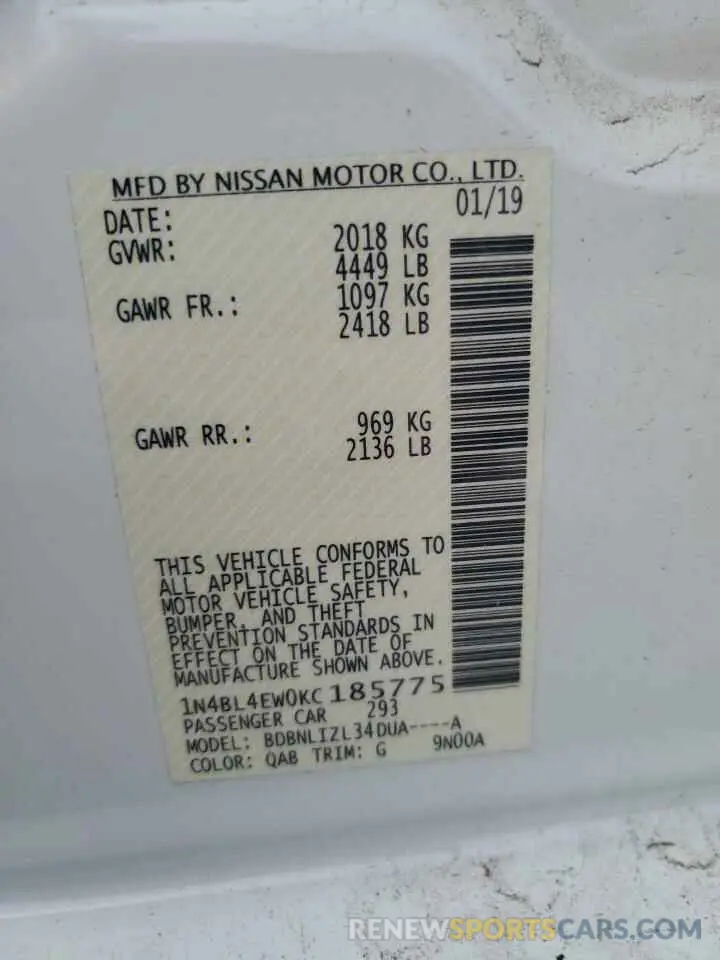 MFD BY NISSAN MOTOR CO., LTD.
DATE: 01/19
GVWR: 2018 KG
4449 LB
GAWR FR.: 1097 KG
2418 LB
GAWR RR.: 969 KG
2136 LB
THIS VEHICLE CONFORMS TO
ALL APPLICABLE FEDERAL
MOTOR VEHICLE SAFETY,
BUMPER, AND THEFT
PREVENTION STANDARDS IN
EFFECT ON THE DATE OF
MANUFACTURE SHOWN ABOVE.
1N4BL4EW0KC185775
PASSENGER CAR 293
MODEL: BDBNLIZL34DUA----A
COLOR: QAB TRIM: G 9N00A
RENEWSPORTSCARS.COM